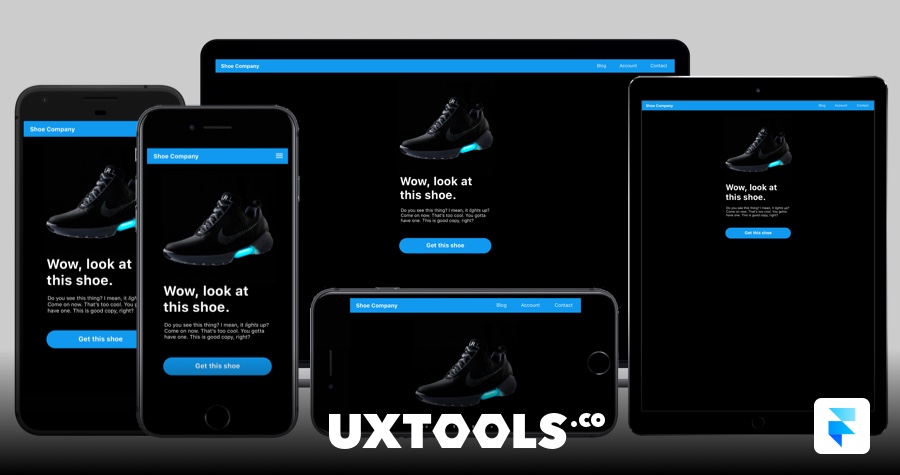 Shoe Company
Blog Account Contact
Wow, look at
this shoe.
Do you see this thing? I mean, it lights up?
Come on now. That's too cool. You gotta
have one. This is good copy, right?
Get this shoe
Shoe Company
Wow, look at
this shoe.
Do you see this thing? I mean, it lig
Come on now. That's too cool. You g
have one. This is good copy, right?
Get this shoe
Shoe Company
Wow, look at
this shoe.
Do you see this thing? I mean, it lights up?
Come on now. That's too cool. You gotta
have one. This is good copy, right?
Get this shoe
Shoe Company
Blog Account Contact
Shoe Company
Blog Account Contact
Wow, look at
this shoe.
Do you see this thing? I mean, it lights up?
Come on now. That's too cool. You gotta
have one. This is good copy, right?
Get this shoe
UXTOOLS.co